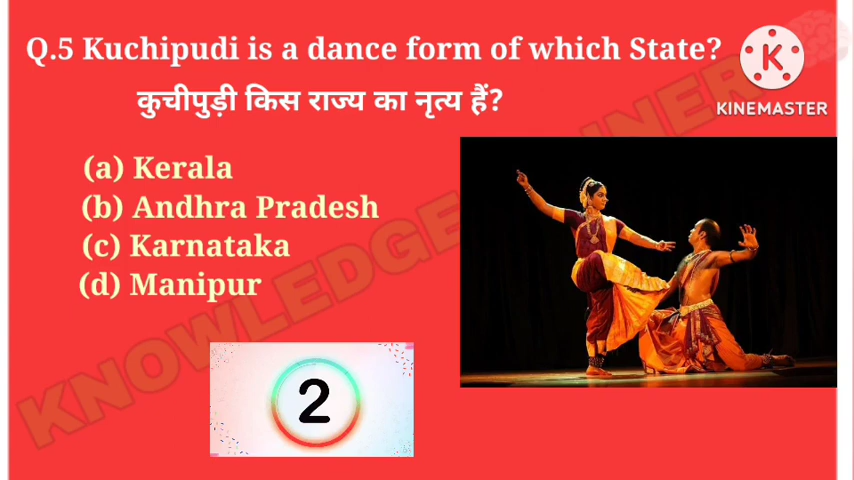 Q.5 Kuchipudi is a dance form of which State?
कुचीपुड़ी किस राज्य का नृत्य हैं?
KINEMASTER
(a) Kerala
(b) Andhra Pradesh
(c) Karnataka
(d) Manipur
2
KNOWLEDGE